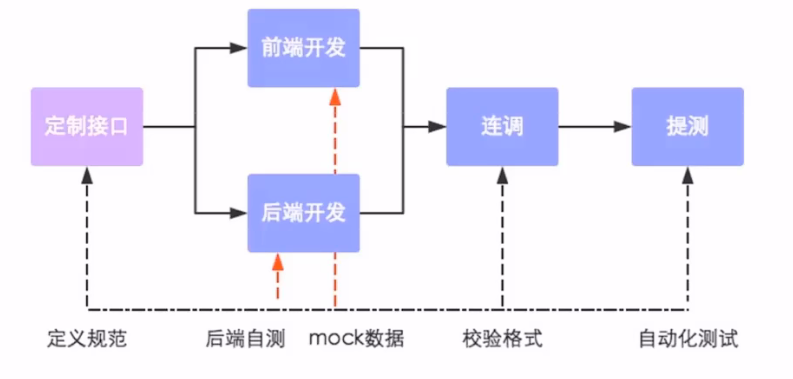 前端开发
定制接口
连调
提测
后端开发
定义规范
后端自测
mock数据
校验格式
自动化测试